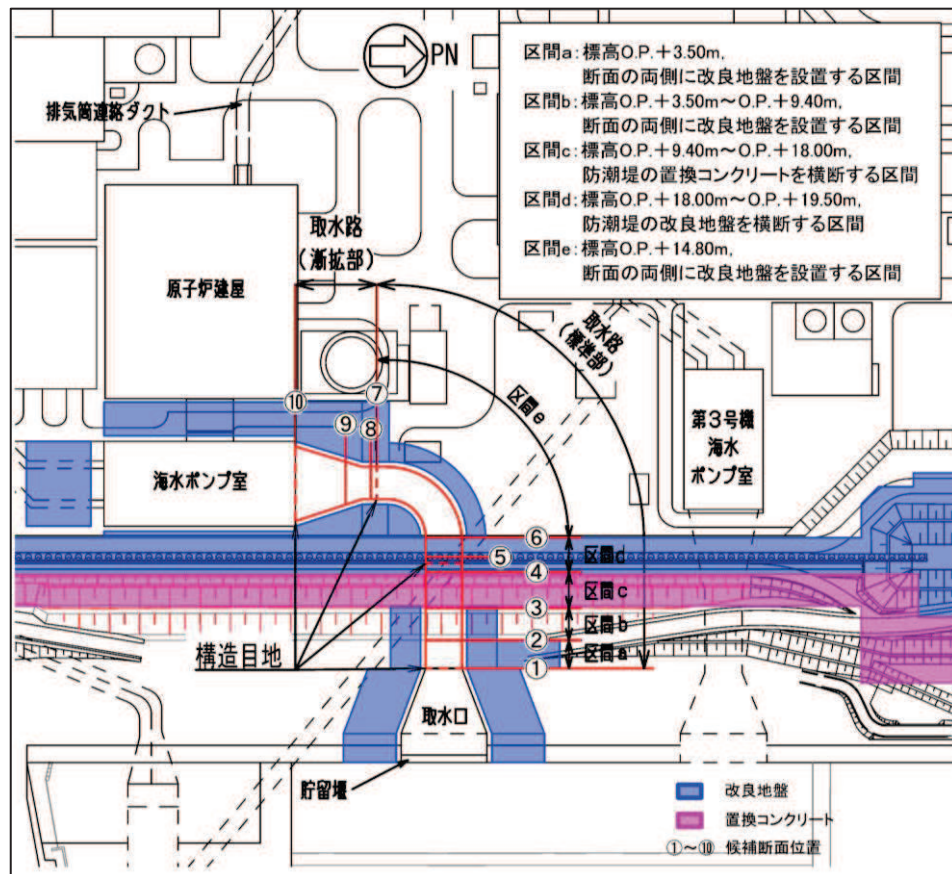 区間a：標高O.P.＋3.50m，
断面の両側に改良地盤を設置する区間
区間b：標高O.P.＋3.50m～O.P.＋9.40m，
断面の両側に改良地盤を設置する区間
区間c：標高O.P.＋9.40m～O.P.＋18.00m，
防潮堤の置換コンクリートを横断する区間
区間d：標高O.P.＋18.00m～O.P.＋19.50m，
防潮堤の改良地盤を横断する区間
区間e：標高O.P.＋14.80m，
断面の両側に改良地盤を設置する区間
PN
排気筒連絡ダクト
取水路
（漸拡部）
原子炉建屋
取水路
（標準部）
区間e
⑩
⑦
⑨
⑧
第3号機
海水
ポンプ室
海水ポンプ室
⑥
⑤
区間d
④
区間c
③
区間b
②
区間a
①
構造目地
取水口
貯留堰
改良地盤
置換コンクリート
①～⑩ 候補断面位置